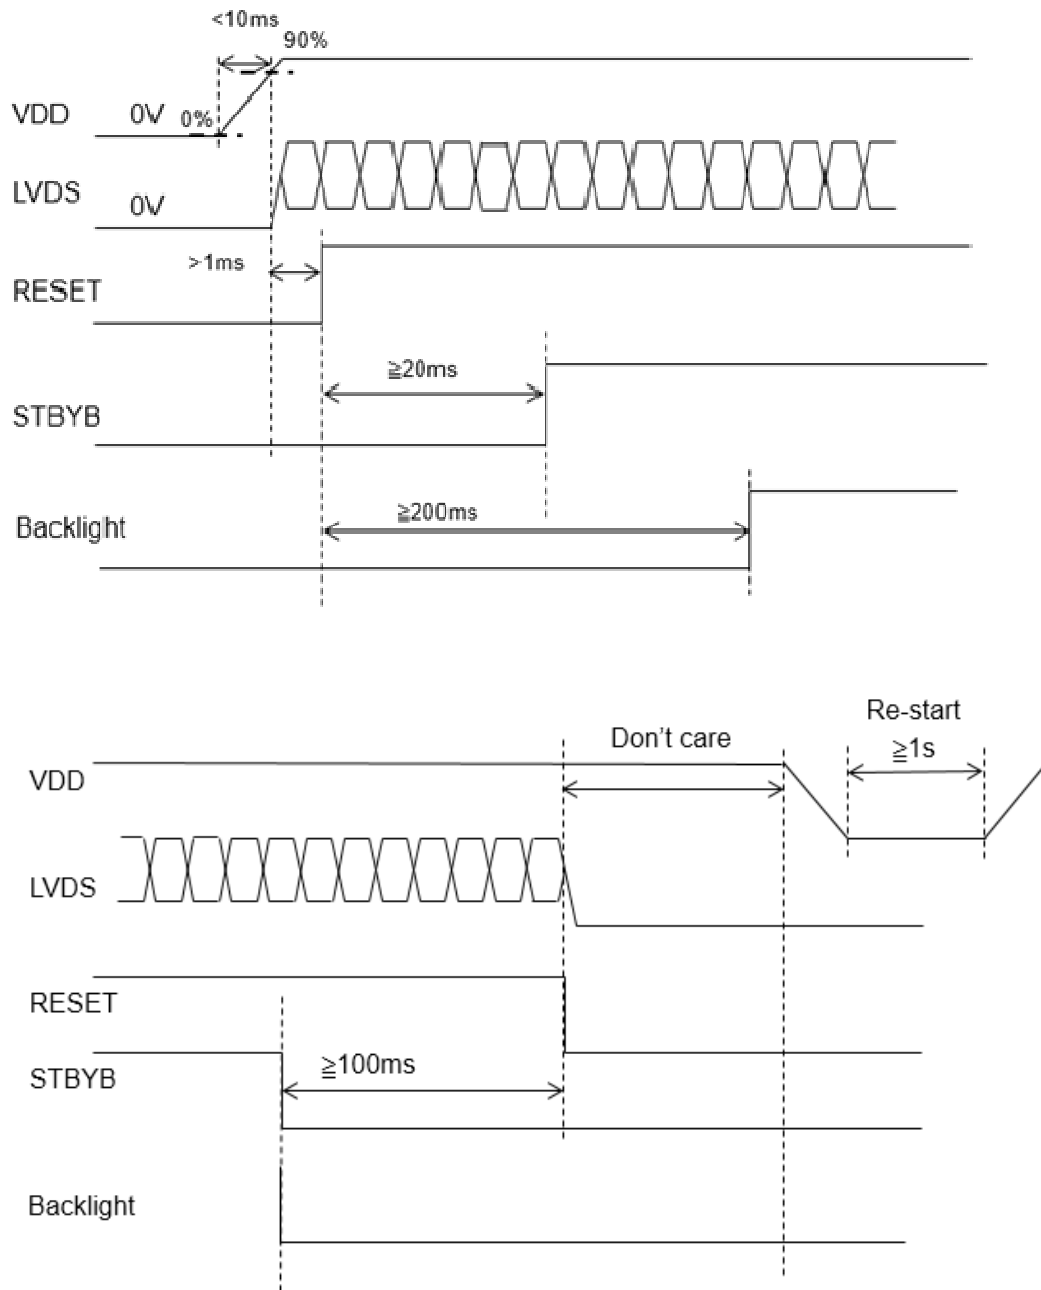 <10ms
90%
VDD 0V 0%
LVDS 0V
>1ms
RESET
≧20ms
STBYB
≧200ms
Backlight
Re-start
Don't care ≧1s
VDD
LVDS
RESET
≧100ms
STBYB
Backlight